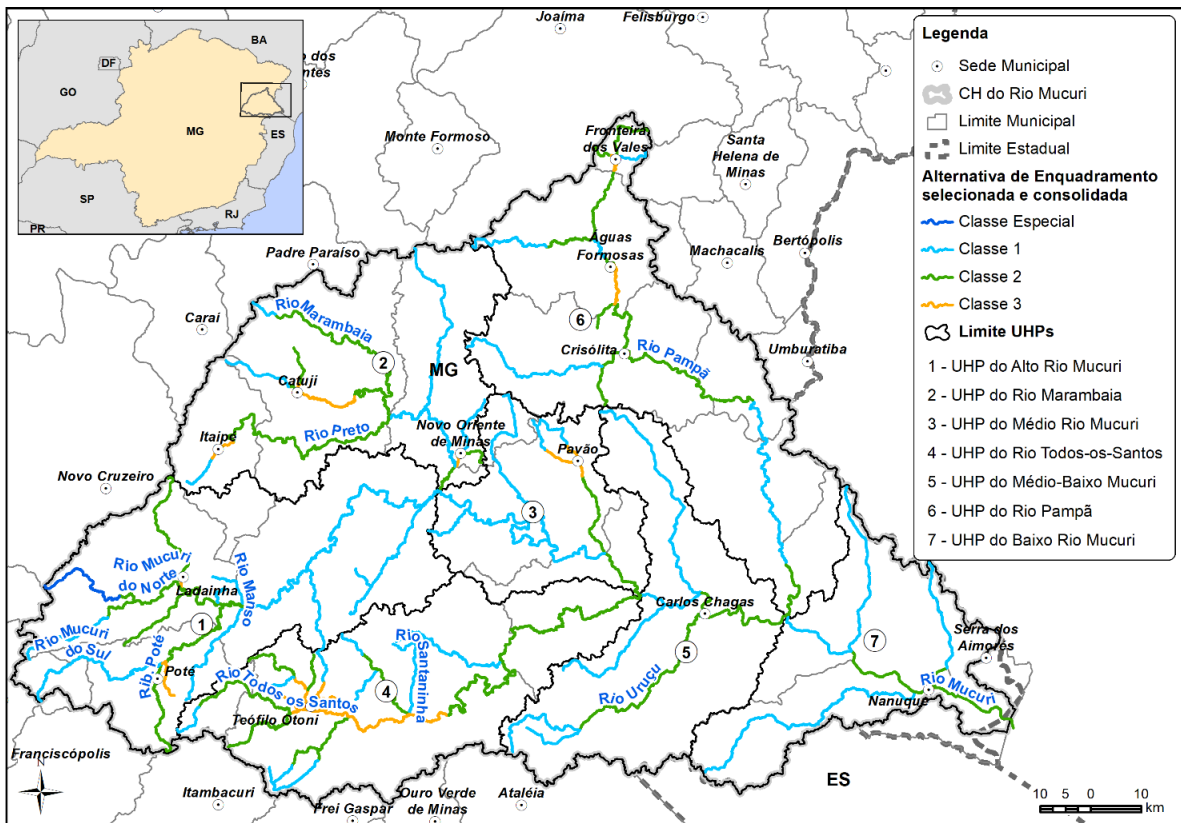 BA
DF
GO
MG
ES
SP
RJ
PR
Joaíma
Felisburgo
o dos
ntes
Monte Formoso
Fronteira
dos Vales
Santa
Helena de
Minas
Padre Paraíso
Águas
Formosas
Machacalis
Bertópolis
Caraí
Rio Marambaia
2
MG
6
Crisólita
Rio Pampã
Umburatiba
Catuji
Itaipé
Rio Preto
Novo Oriente
de Minas
Pavão
Novo Cruzeiro
3
Rio Mucuri
do Norte
Ladainha
Rio Manso
1
Rio Mucuri
do Sul
Rib. Poté
Poté
Rio Todos os Santos
Teófilo Otoni
4
Rio Santaninha
Carlos Chagas
5
Rio Uruçu
7
Serra dos
Aimorés
Rio Mucuri
Nanuque
Franciscópolis
Itambacuri
Frei Gaspar
Ouro Verde
de Minas
Ataléia
ES
10 5 0 10
km
Legenda
Sede Municipal
CH do Rio Mucuri
Limite Municipal
Limite Estadual
Alternativa de Enquadramento
selecionada e consolidada
Classe Especial
Classe 1
Classe 2
Classe 3
Limite UHPs
1 - UHP do Alto Rio Mucuri
2 - UHP do Rio Marambaia
3 - UHP do Médio Rio Mucuri
4 - UHP do Rio Todos-os-Santos
5 - UHP do Médio-Baixo Mucuri
6 - UHP do Rio Pampã
7 - UHP do Baixo Rio Mucuri